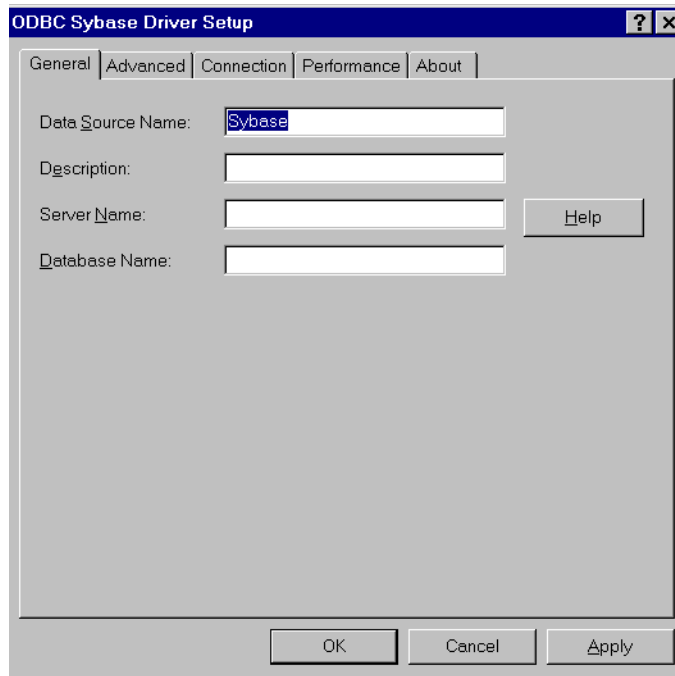 ODBC Sybase Driver Setup
General Advanced Connection Performance About
Data Source Name: Sybase
Description:
Server Name:
Help
Database Name:
OK Cancel Apply